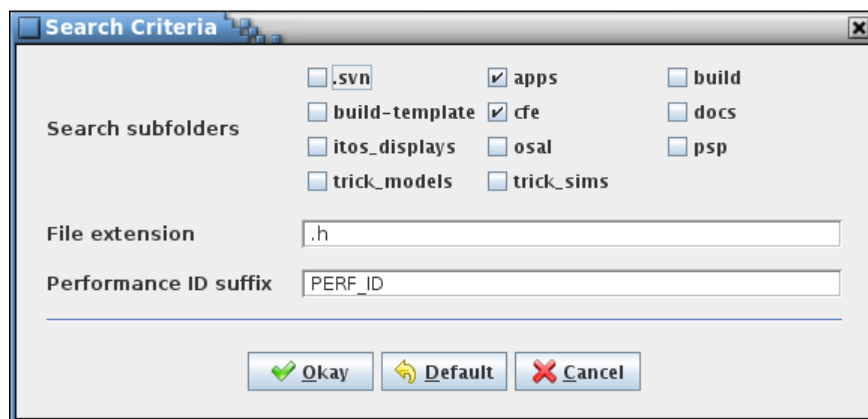 Search Criteria
.svn apps build
build-template cfe docs
Search subfolders
itos_displays osal psp
trick_models trick_sims
File extension .h
Performance ID suffix PERF_ID
Okay Default Cancel